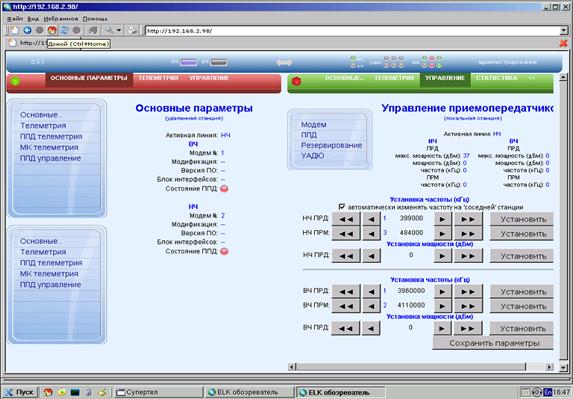 http://192.168.2.98/
Файл Вид Избранное Помощь
http://192.168.2.98/
Домой (Ctrl+Home)
0.9.1 НЧ ВЧ администрирование
ОСНОВНЫЕ ПАРАМЕТРЫ ТЕЛЕМЕТРИЯ УПРАВЛЕНИЕ
ОСНОВНЫЕ.. ТЕЛЕМЕТРИЯ УПРАВЛЕНИЕ СТАТИСТИКА <<
Основные..
Телеметрия
ППД телеметрия
МК телеметрия
ППД управление
Основные..
Телеметрия
ППД телеметрия
МК телеметрия
ППД управление
Основные параметры
(удаленная станция)
Активная линия: НЧ
ВЧ
Модем №: 1
Модификация: --
Версия ПО: --
Блок интерфейсов: --
Состояние ППД:
НЧ
Модем №: 2
Модификация: --
Версия ПО: --
Блок интерфейсов: --
Состояние ППД:
Модем
ППД
Резервирование
УАДЮ
Управление приемопередатчикс
(локальная станция)
Активная линия: НЧ
НЧ ВЧ
ПРД ПРД
макс. мощность (дБм): 37 макс. мощность (дБм): 0
мощность (дБм): 0 мощность (дБм): 0
частота (кГц): 0 частота (кГц): 0
ПРМ ПРМ
частота (кГц): 0 частота (кГц): 0
Установка частоты (кГц)
автоматически изменять частоту на 'соседней' станции
НЧ ПРД: 1 399000 Установить
НЧ ПРМ: 3 484000 Установить
Установка мощности (дБм)
НЧ ПРД: 0 Установить
Установка частоты (кГц)
ВЧ ПРД: 1 3960000 Установить
ВЧ ПРМ: 2 4110000 Установить
Установка мощности (дБм)
ВЧ ПРД: 0 Установить
Сохранить параметры
Пуск Супертел ELK обозреватель ELK обозреватель En 16:47